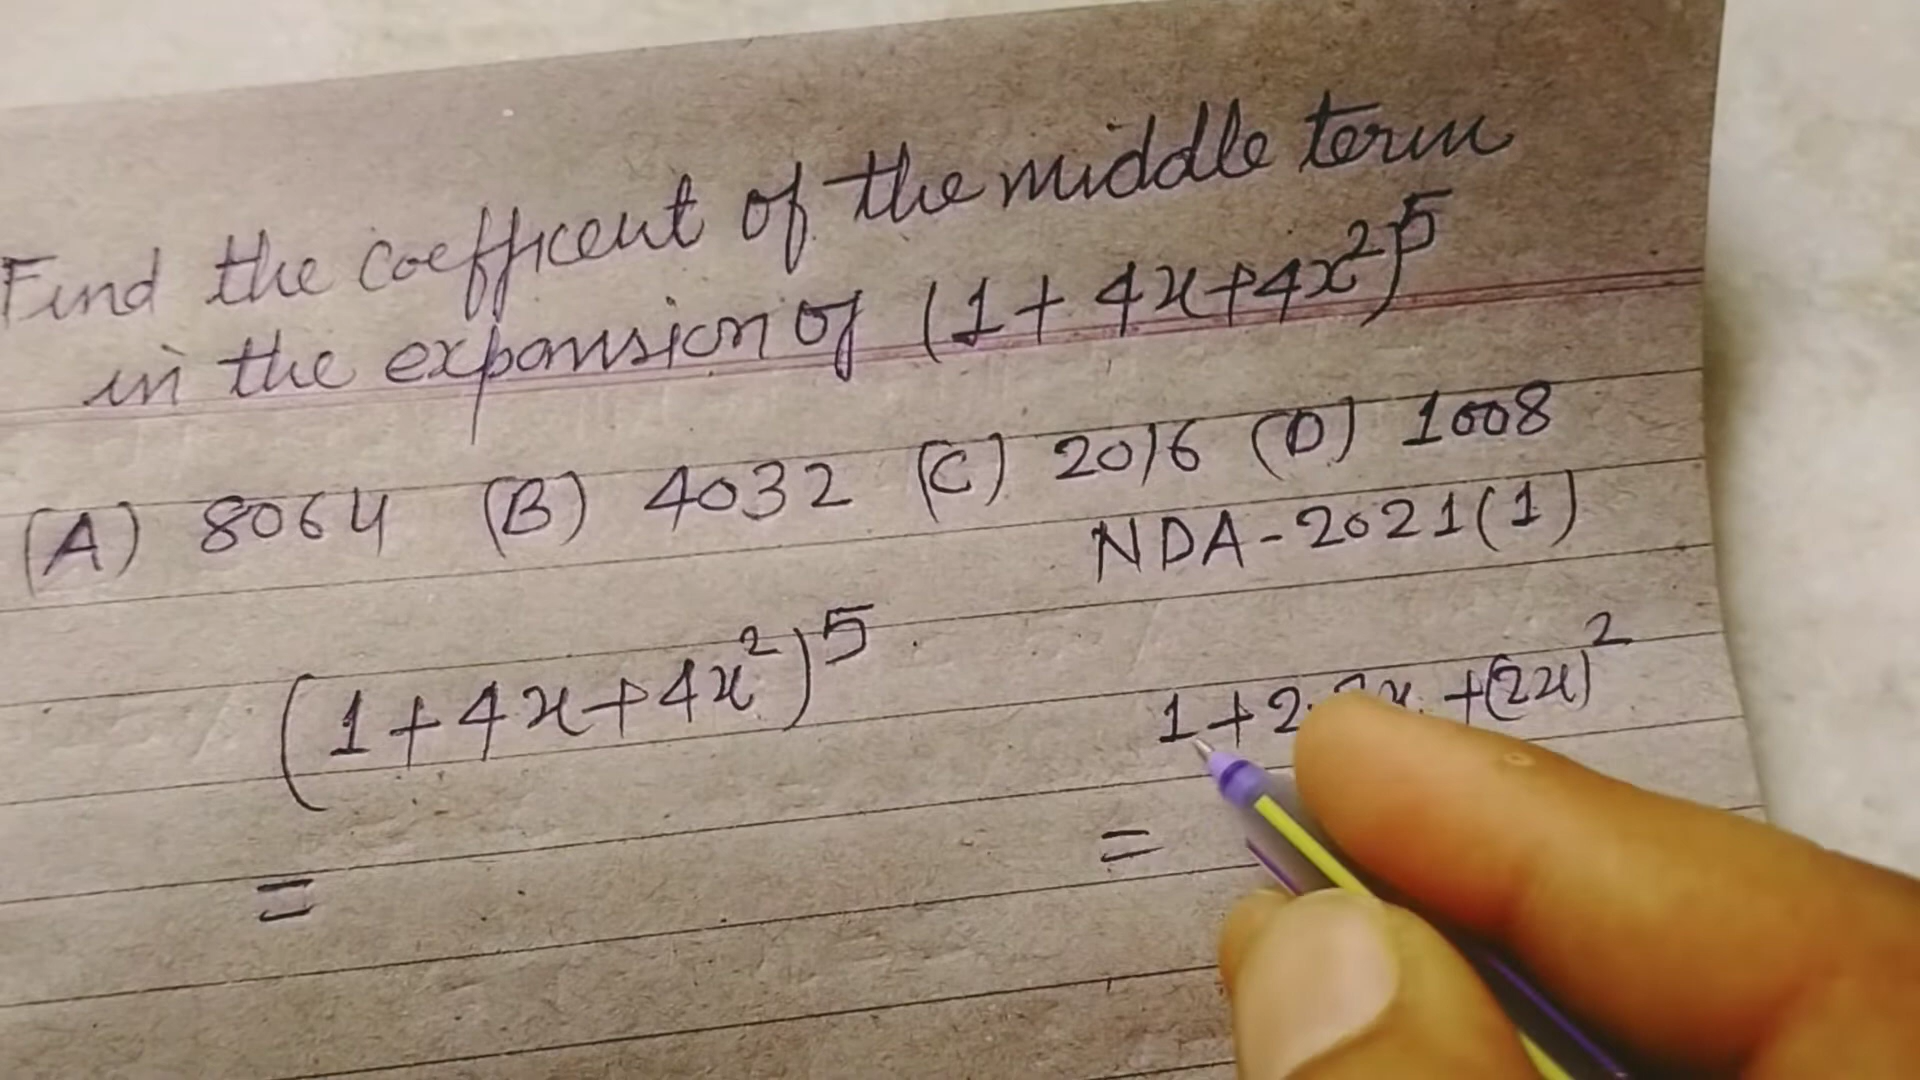 Find the coefficent of the middle term
in the expansion of (1+4x+4x²)⁵
(A) 8064 (B) 4032 (C) 2016 (D) 1008
NDA-2021(1)
(1+4x+4x²)⁵
1+2· x +(2x)²
=
=